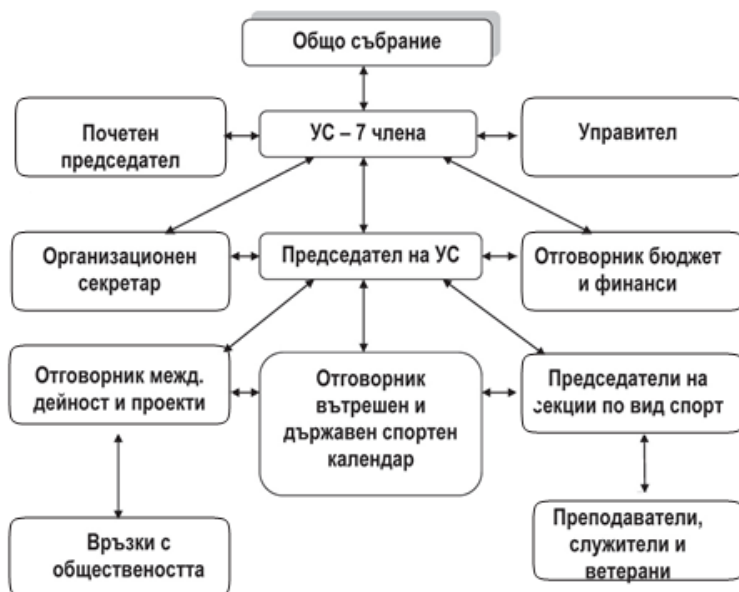 Общо събрание
Почетен
председател
УС – 7 члена
Управител
Организационен
секретар
Председател на УС
Отговорник бюджет
и финанси
Отговорник межд.
дейност и проекти
Отговорник
вътрешен и
държавен спортен
календар
Председатели на
секции по вид спорт
Връзки с
обществеността
Преподаватели,
служители и
ветерани